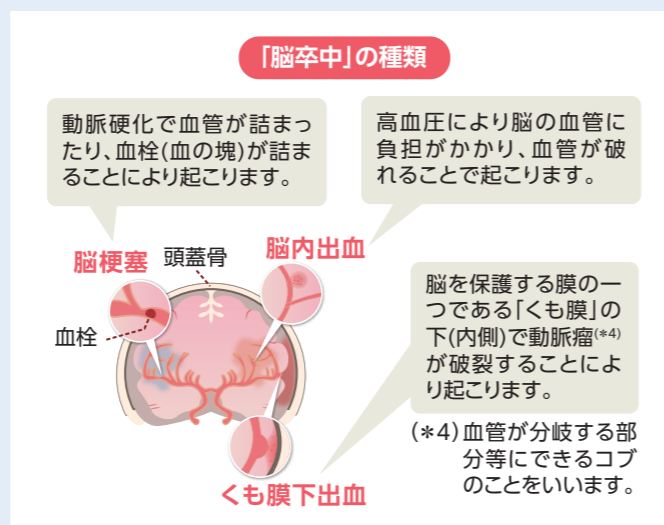 「脳卒中」の種類
動脈硬化で血管が詰まっ
たり、血栓(血の塊)が詰ま
ることにより起こります。
高血圧により脳の血管に
負担がかかり、血管が破
れることで起こります。
脳梗塞
頭蓋骨
脳内出血
血栓
脳を保護する膜の一
つである「くも膜」の
下(内側)で動脈瘤(*4)
が破裂することによ
り起こります。
(*4)血管が分岐する部
分等にできるコブ
のことをいいます。
くも膜下出血